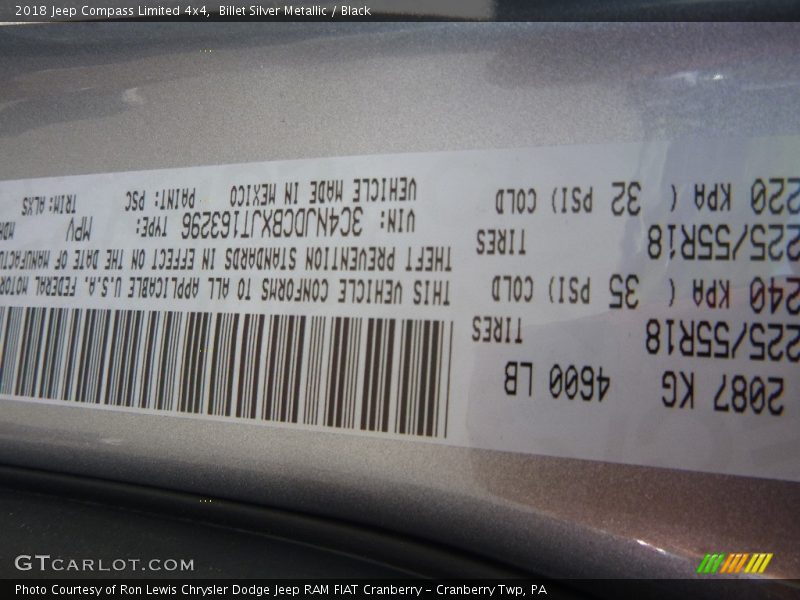 2018 Jeep Compass Limited 4x4, Billet Silver Metallic / Black
2087 KG 4600 LB
225/55R18 TIRES
240 KPA ( 35 PSI) COLD
225/55R18 TIRES
220 KPA ( 32 PSI) COLD
THIS VEHICLE CONFORMS TO ALL APPLICABLE U.S.A. FEDERAL MOTOR
THEFT PREVENTION STANDARDS IN EFFECT ON THE DATE OF MANUFACTU
VIN: 3C4NJDCBXJT163296 TYPE: MPV
VEHICLE MADE IN MEXICO PAINT: PSC TRIM: ALXS
GTCARLOT.COM
Photo Courtesy of Ron Lewis Chrysler Dodge Jeep RAM FIAT Cranberry – Cranberry Twp, PA